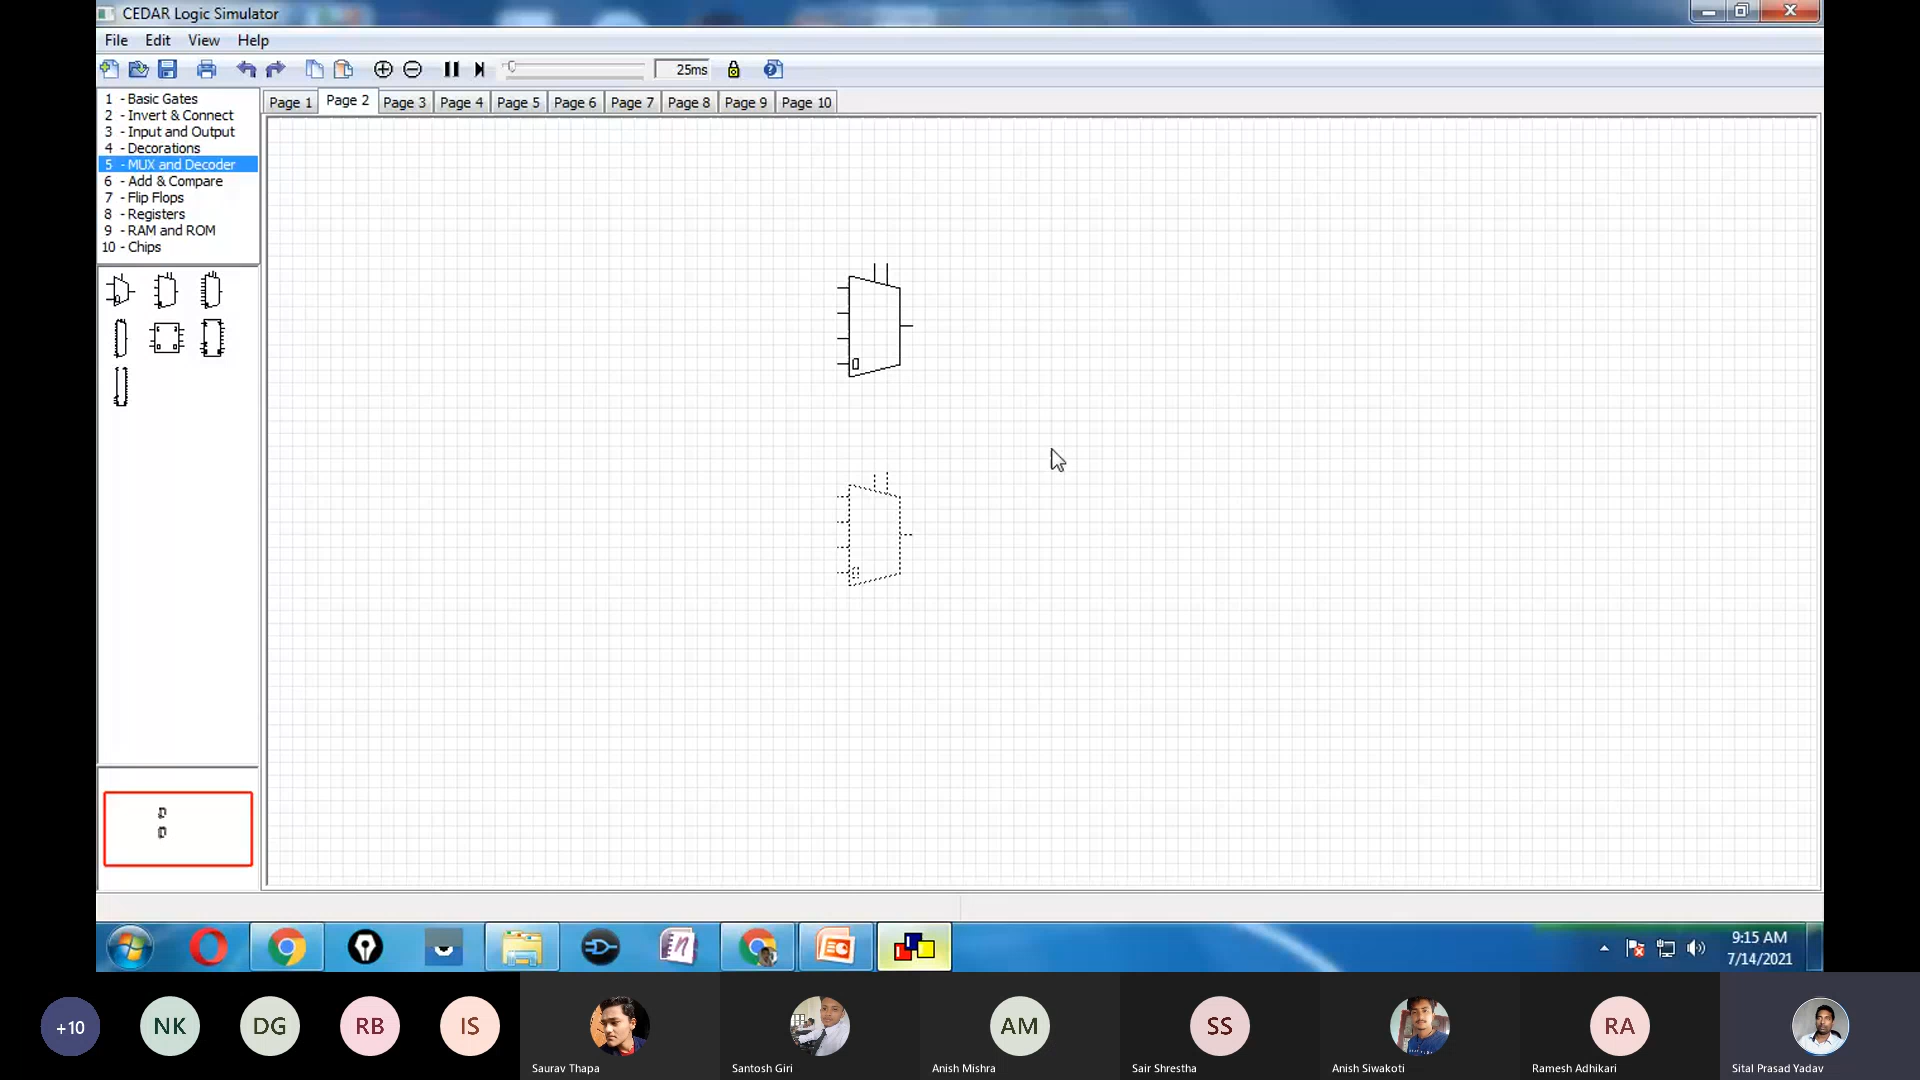 CEDAR Logic Simulator
File Edit View Help
25ms
1 - Basic Gates
2 - Invert & Connect
3 - Input and Output
4 - Decorations
5 - MUX and Decoder
6 - Add & Compare
7 - Flip Flops
8 - Registers
9 - RAM and ROM
10 - Chips
Page 1 Page 2 Page 3 Page 4 Page 5 Page 6 Page 7 Page 8 Page 9 Page 10
0
0
9:15 AM
7/14/2021
+10 NK DG RB IS AM SS RA
Saurav Thapa Santosh Giri Anish Mishra Sair Shrestha Anish Siwakoti Ramesh Adhikari Sital Prasad Yadav